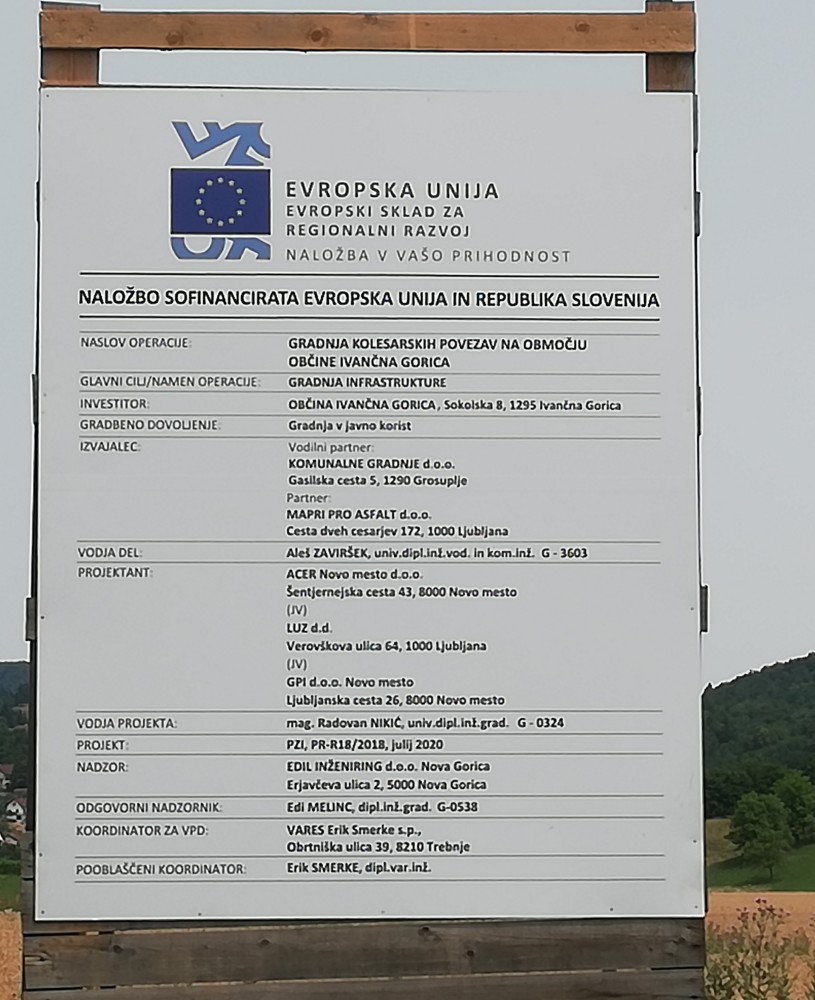 EVROPSKA UNIJA
EVROPSKI SKLAD ZA
REGIONALNI RAZVOJ
NALOŽBA V VAŠO PRIHODNOST
NALOŽBO SOFINANCIRATA EVROPSKA UNIJA IN REPUBLIKA SLOVENIJA
NASLOV OPERACIJE: GRADNJA KOLESARSKIH POVEZAV NA OBMOČJU
OBČINE IVANČNA GORICA
GLAVNI CILJ/NAMEN OPERACIJE: GRADNJA INFRASTRUKTURE
INVESTITOR: OBČINA IVANČNA GORICA, Sokolska 8, 1295 Ivančna Gorica
GRADBENO DOVOLJENJE: Gradnja v javno korist
IZVAJALEC: Vodilni partner:
KOMUNALNE GRADNJE d.o.o.
Gasilska cesta 5, 1290 Grosuplje
Partner:
MAPRI PRO ASFALT d.o.o.
Cesta dveh cesarjev 172, 1000 Ljubljana
VODJA DEL: Aleš ZAVIRŠEK, univ.dipl.inž.vod. in kom.inž. G - 3603
PROJEKTANT: ACER Novo mesto d.o.o.
Šentjernejska cesta 43, 8000 Novo mesto
(JV)
LUZ d.d.
Verovškova ulica 64, 1000 Ljubljana
(JV)
GPI d.o.o. Novo mesto
Ljubljanska cesta 26, 8000 Novo mesto
VODJA PROJEKTA: mag. Radovan NIKIĆ, univ.dipl.inž.grad. G - 0324
PROJEKT: PZI, PR-R18/2018, julij 2020
NADZOR: EDIL INŽENIRING d.o.o. Nova Gorica
Erjavčeva ulica 2, 5000 Nova Gorica
ODGOVORNI NADZORNIK: Edi MELINC, dipl.inž.grad. G-0538
KOORDINATOR ZA VPD: VARES Erik Smerke s.p.,
Obrtniška ulica 39, 8210 Trebnje
POOBLAŠČENI KOORDINATOR: Erik SMERKE, dipl.var.inž.